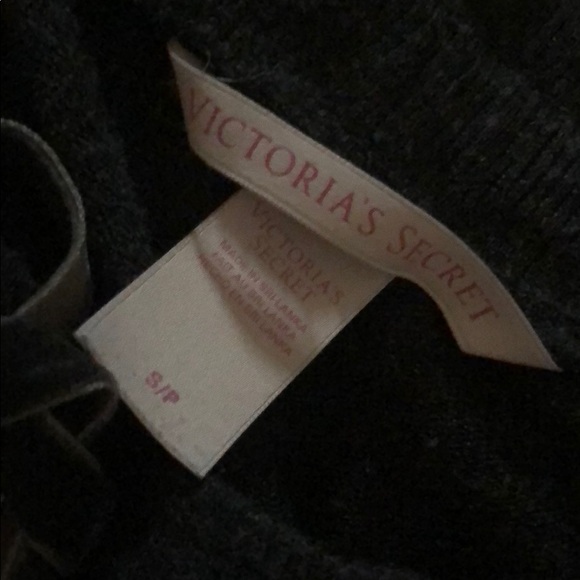 VICTORIA'S SECRET
VICTORIA'S
SECRET
MADE IN SRI LANKA
S/P